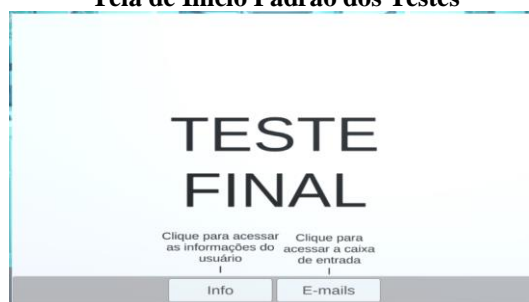 Tela de Início Padrão dos Testes
TESTE
FINAL
Clique para acessar
as informações do
usuário
Clique para
acessar a caixa
de entrada
Info
E-mails